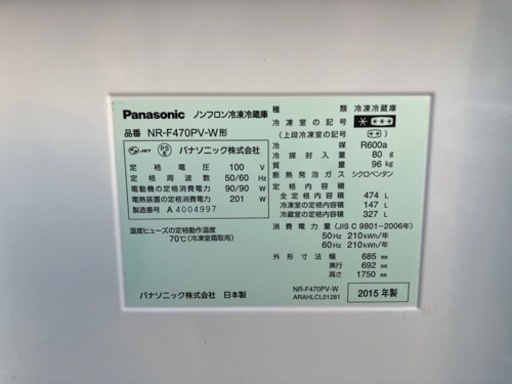 Panasonic ノンフロン冷凍冷蔵庫
品番 NR-F470PV-W形
JET PSE パナソニック株式会社
定格電圧 100 V
定格周波数 50/60 Hz
電動機の定格消費電力 90/90 W
電熱装置の定格消費電力 201 W
製造番号 A 4004997
温度ヒューズの定格動作温度
70℃(冷凍室霜取用)
パナソニック株式会社 日本製
種類 冷凍冷蔵庫
冷凍室の記号
(上段冷凍室の記号)
冷媒 R600a
冷媒封入量 80 g
質量 96 kg
断熱発泡ガス シクロペンタン
定格内容積
全定格内容積 474 L
冷凍室の定格内容積 147 L
冷蔵室の定格内容積 327 L
消費電力量(JIS C 9801-2006年)
50Hz 210 kWh/年
60Hz 210 kWh/年
外形寸法 幅 685 mm
奥行 692 mm
高さ 1750 mm
NR-F470PV-W
ARAHLCL01281
2015年製